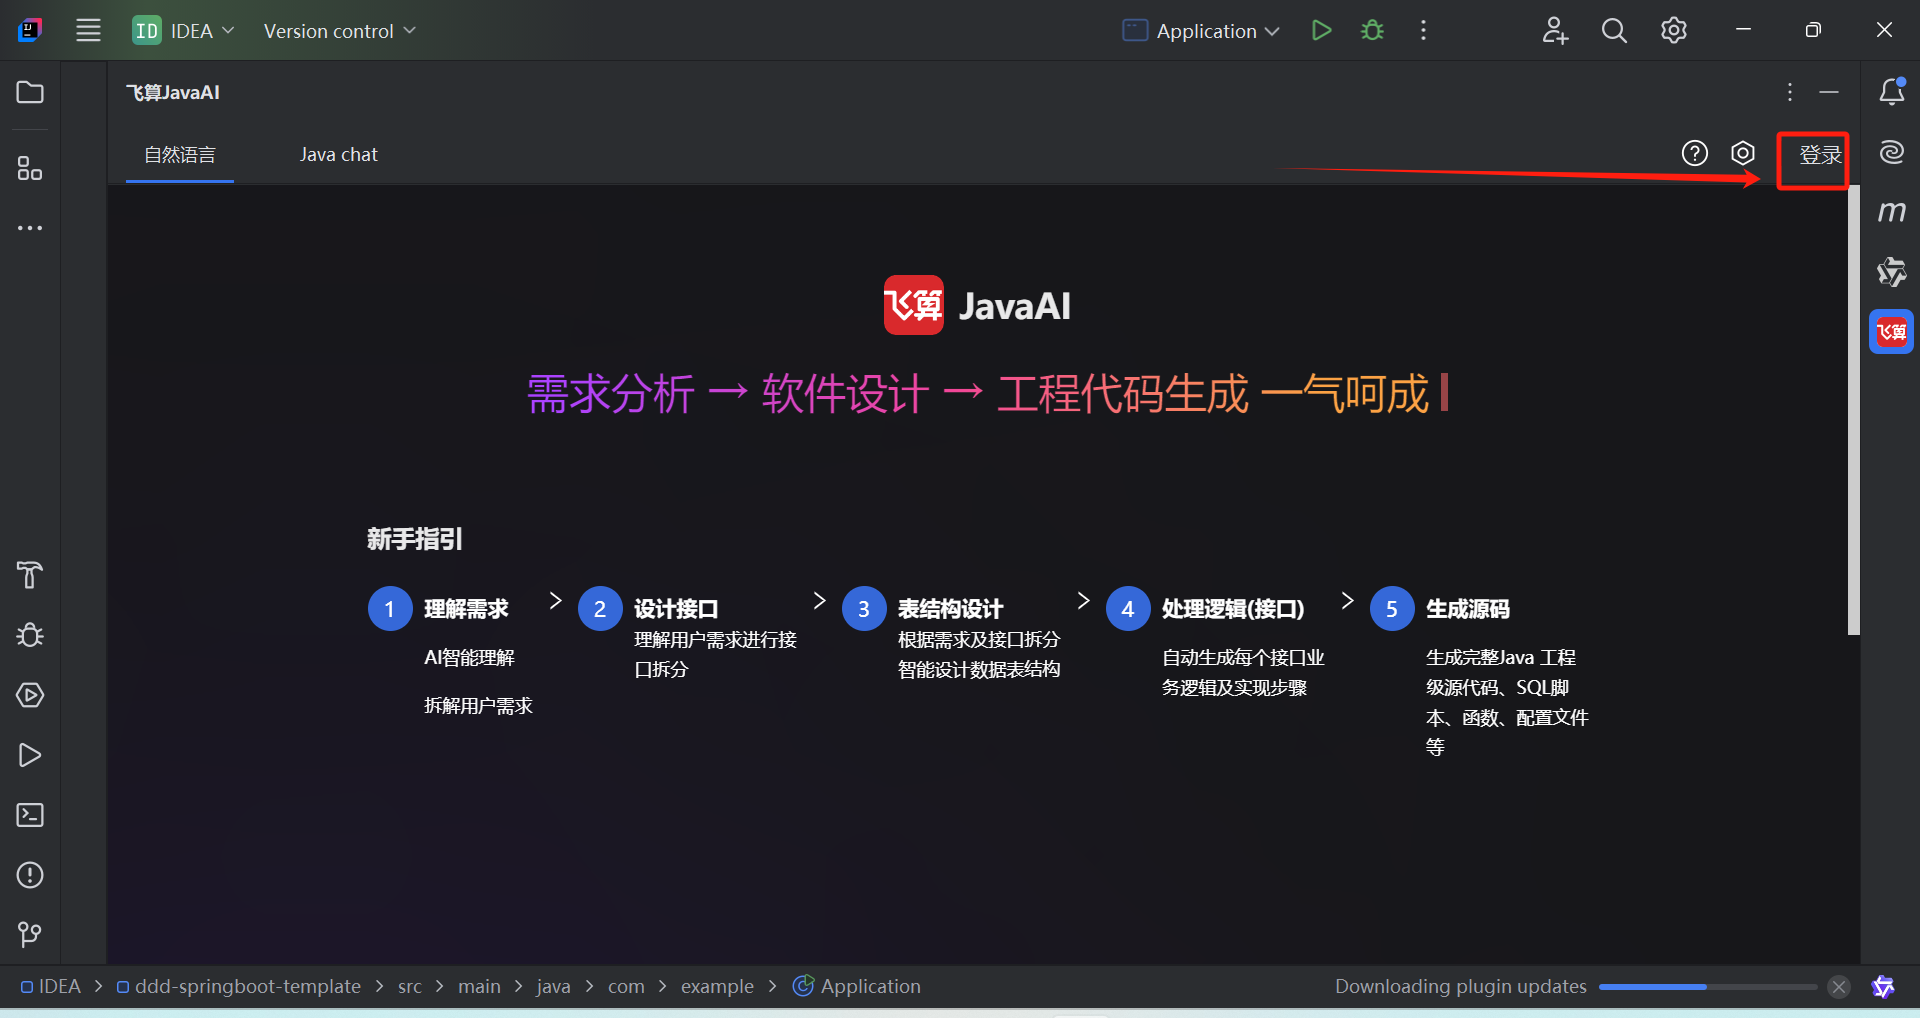 ID IDEA Version control Application
飞算JavaAI
自然语言 Java chat 登录
m
飞算 JavaAI
飞算
需求分析 → 软件设计 → 工程代码生成 一气呵成
新手指引
1 理解需求 > 2 设计接口 > 3 表结构设计 > 4 处理逻辑(接口) > 5 生成源码
AI智能理解
拆解用户需求
理解用户需求进行接
口拆分
根据需求及接口拆分
智能设计数据表结构
自动生成每个接口业
务逻辑及实现步骤
生成完整Java 工程
级源代码、SQL脚
本、函数、配置文件
等
IDEA > ddd-springboot-template > src > main > java > com > example > Application Downloading plugin updates